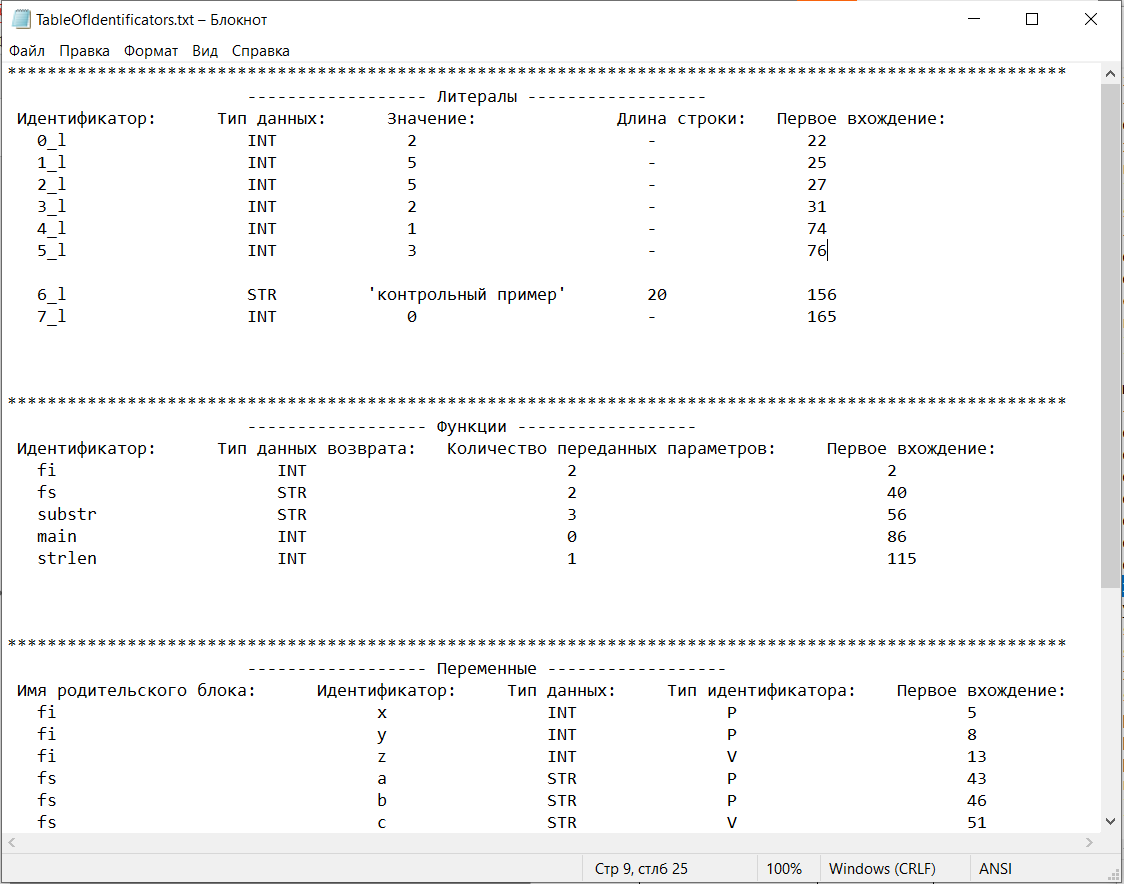 TableOfIdentificators.txt – Блокнот
Файл Правка Формат Вид Справка
**********************************************************************************************************
------------------ Литералы ------------------
Идентификатор: Тип данных: Значение: Длина строки: Первое вхождение:
0_l INT 2 - 22
1_l INT 5 - 25
2_l INT 5 - 27
3_l INT 2 - 31
4_l INT 1 - 74
5_l INT 3 - 76
6_l STR 'контрольный пример' 20 156
7_l INT 0 - 165
**********************************************************************************************************
------------------ Функции ------------------
Идентификатор: Тип данных возврата: Количество переданных параметров: Первое вхождение:
fi INT 2 2
fs STR 2 40
substr STR 3 56
main INT 0 86
strlen INT 1 115
**********************************************************************************************************
------------------ Переменные ------------------
Имя родительского блока: Идентификатор: Тип данных: Тип идентификатора: Первое вхождение:
fi x INT P 5
fi y INT P 8
fi z INT V 13
fs a STR P 43
fs b STR P 46
fs c STR V 51
Стр 9, стлб 25 100% Windows (CRLF) ANSI